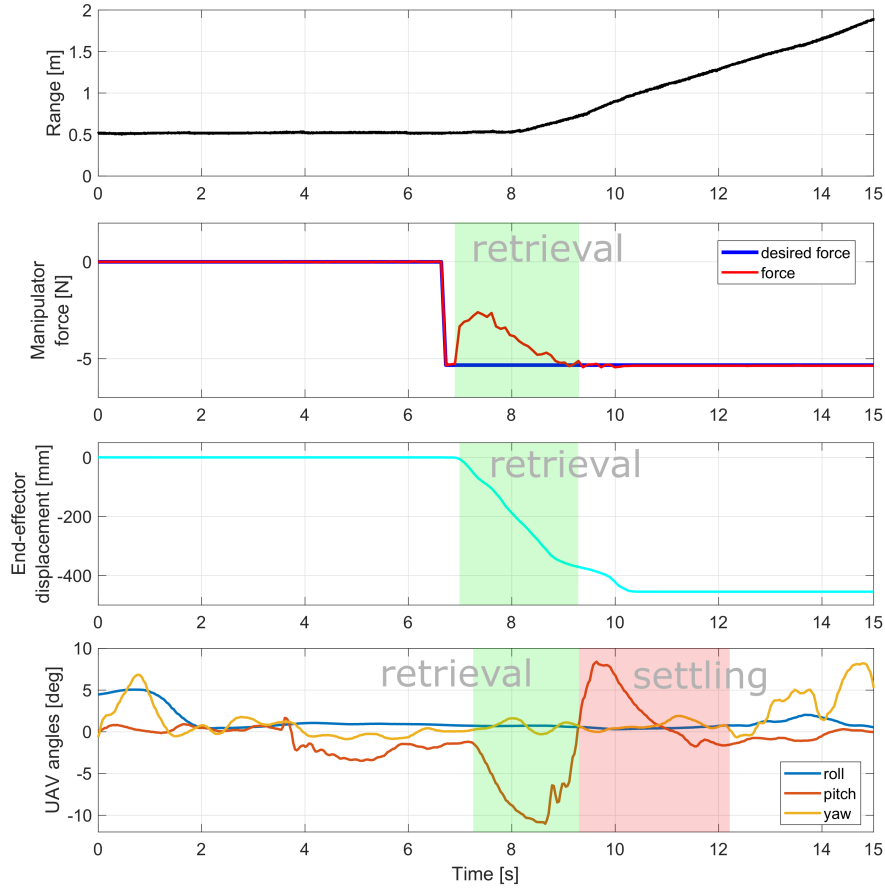 2
1.5
1
0.5
0
Range [m]
0 2 4 6 8 10 12 14 15
retrieval
0
-5
Manipulator
force [N]
desired force
force
0 2 4 6 8 10 12 14 15
retrieval
0
-200
-400
End-effector
displacement [mm]
0 2 4 6 8 10 12 14 15
retrieval settling
10
5
0
-5
-10
UAV angles [deg]
roll
pitch
yaw
0 2 4 6 8 10 12 14 15
Time [s]